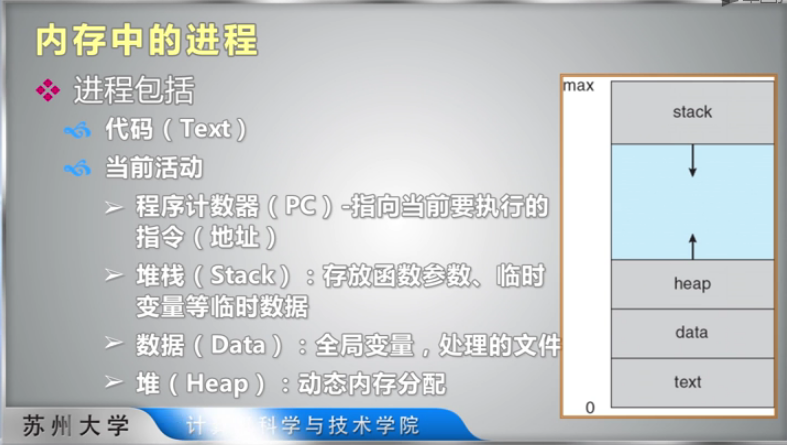 内存中的进程
进程包括
代码（Text）
当前活动
程序计数器（PC）-指向当前要执行的
指令（地址）
堆栈（Stack）：存放函数参数、临时
变量等临时数据
数据（Data）：全局变量，处理的文件
堆（Heap）：动态内存分配
max
stack
heap
data
text
0
苏州大学
计算机科学与技术学院